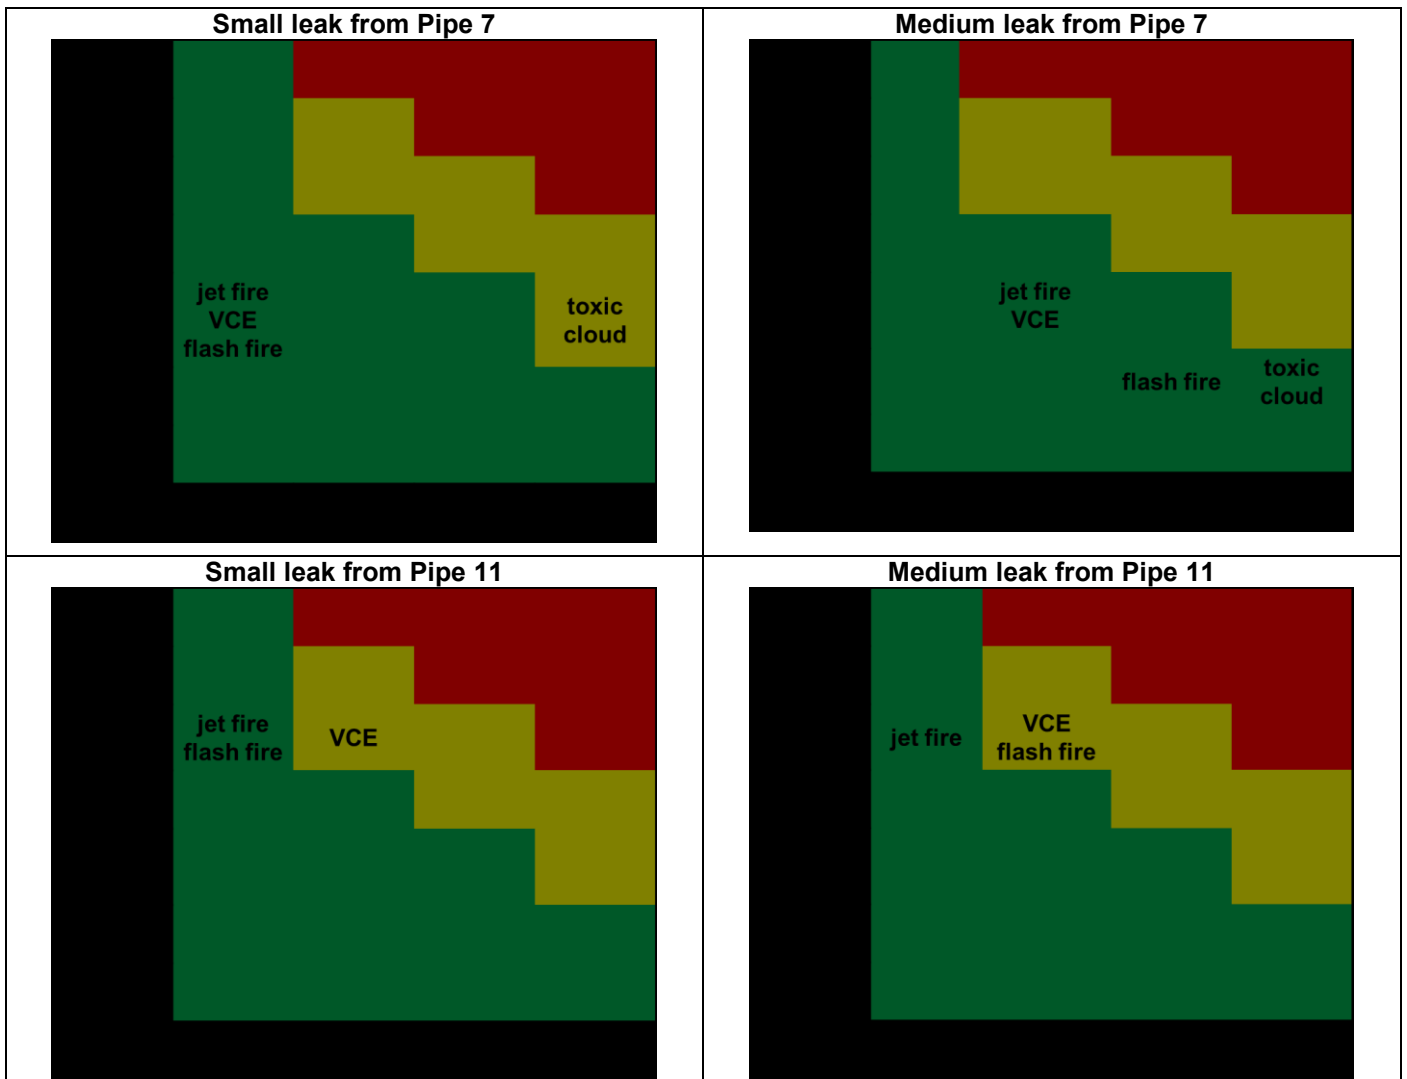 Small leak from Pipe 7
Medium leak from Pipe 7
jet fire
VCE
flash fire
toxic
cloud
jet fire
VCE
flash fire
toxic
cloud
Small leak from Pipe 11
Medium leak from Pipe 11
jet fire
flash fire
VCE
jet fire
VCE
flash fire